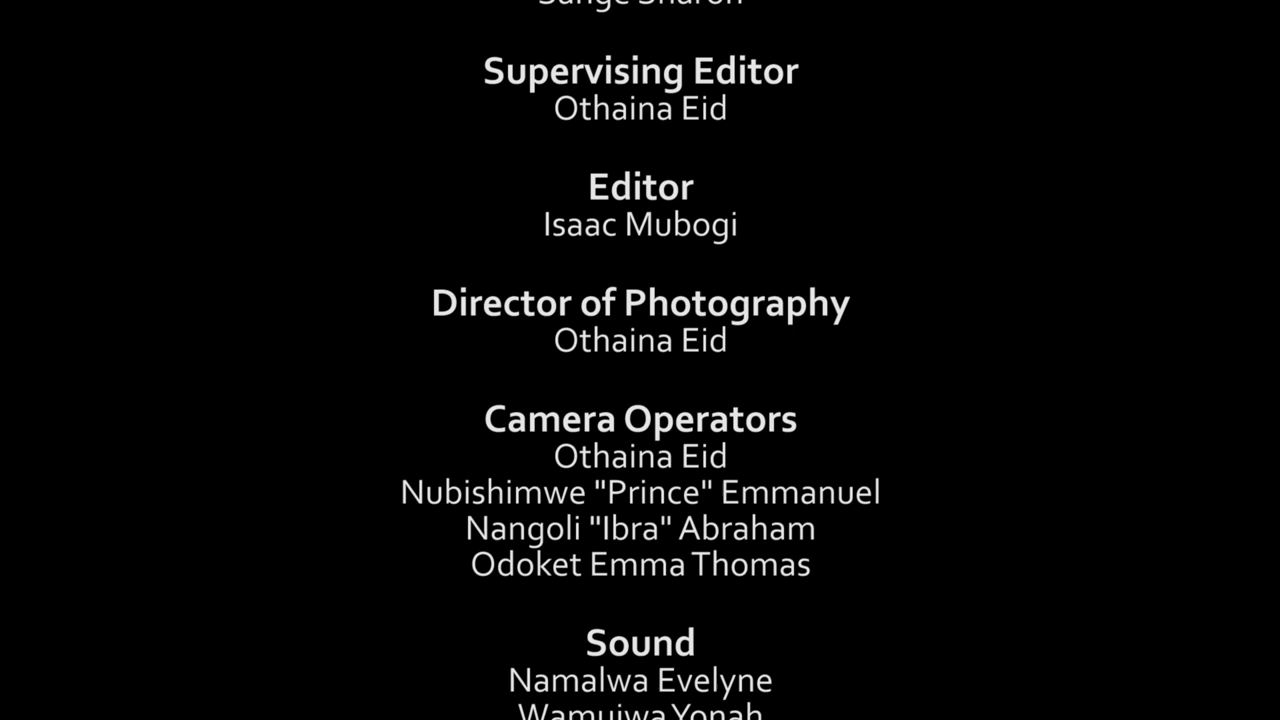 Supervising Editor
Othaina Eid
Editor
Isaac Mubogi
Director of Photography
Othaina Eid
Camera Operators
Othaina Eid
Nubishimwe "Prince" Emmanuel
Nangoli "Ibra" Abraham
Odoket Emma Thomas
Sound
Namalwa Evelyne